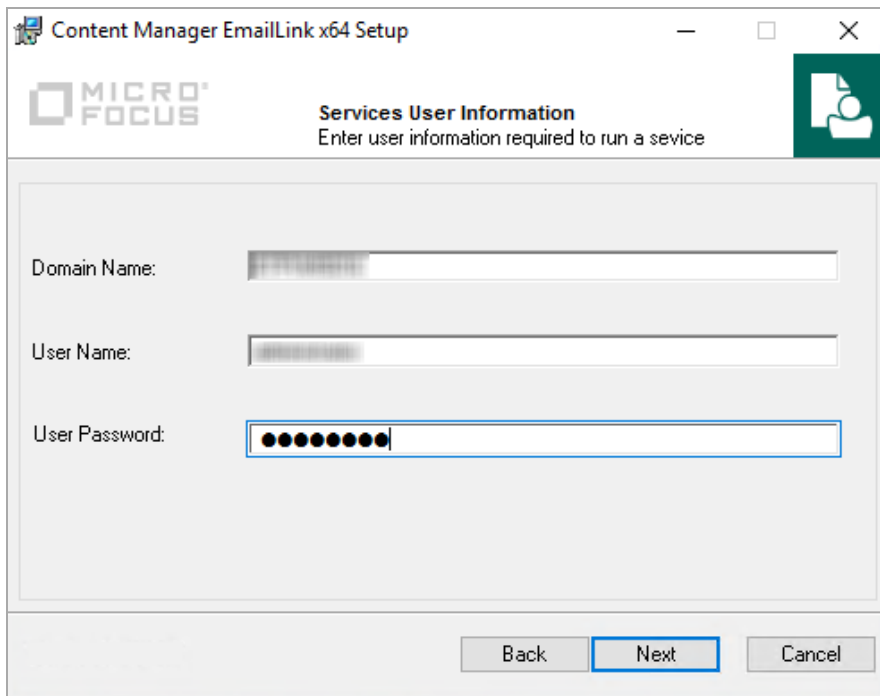 Content Manager EmailLink x64 Setup
MICRO
FOCUS
Services User Information
Enter user information required to run a sevice
Domain Name:
User Name:
User Password: ●●●●●●●●
Back Next Cancel